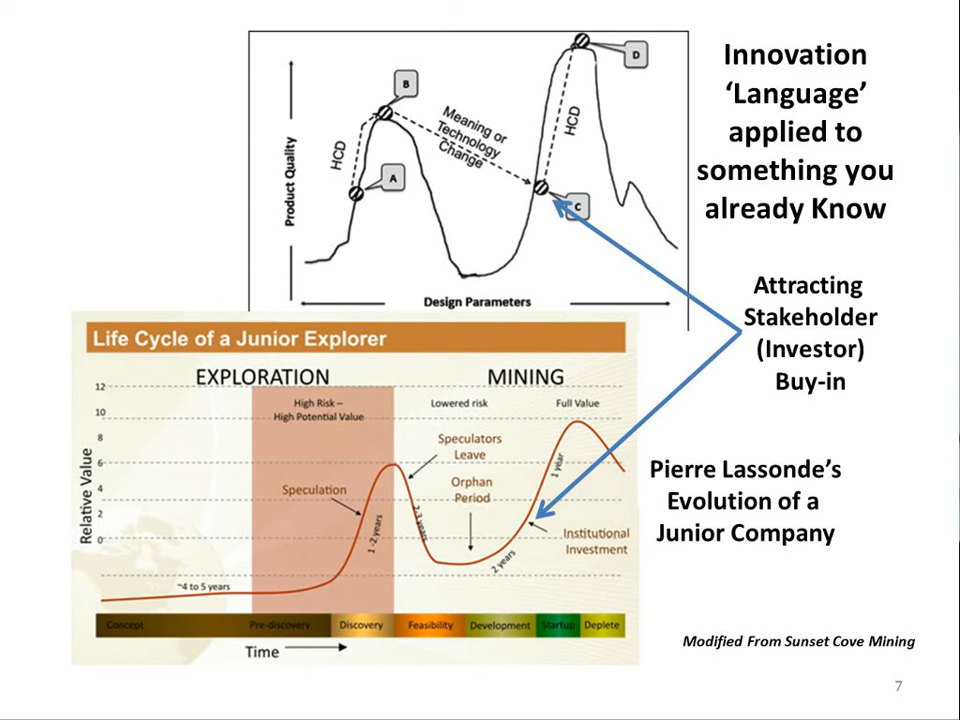 Innovation
‘Language’
applied to
something you
already Know
Product Quality
HCD
A
B
Meaning or
Technology
Change
HCD
C
D
Design Parameters
Attracting
Stakeholder
(Investor)
Buy-in
Pierre Lassonde’s
Evolution of a
Junior Company
Life Cycle of a Junior Explorer
EXPLORATION
MINING
High Risk –
High Potential Value
Lowered risk
Full Value
Relative Value
12
10
8
6
4
2
0
Speculation
Speculators
Leave
Orphan
Period
Institutional
Investment
~4 to 5 years
1 -2 years
2-3 years
2 years
1 year
Concept
Pre-discovery
Discovery
Feasibility
Development
Startup
Deplete
Time
Modified From Sunset Cove Mining
7